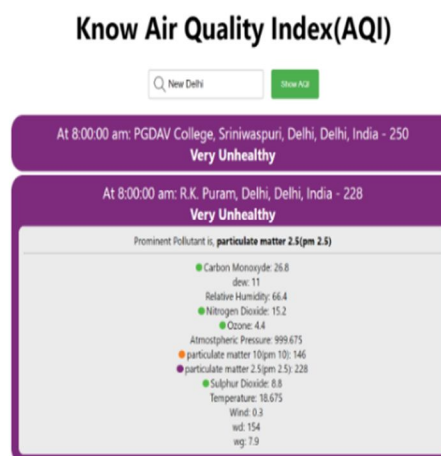 Know Air Quality Index(AQI)
New Delhi
Show AQI
At 8:00:00 am: PGDAV College, Sriniwaspuri, Delhi, Delhi, India - 250
Very Unhealthy
At 8:00:00 am: R.K. Puram, Delhi, Delhi, India - 228
Very Unhealthy
Prominent Pollutant is, particulate matter 2.5(pm 2.5)
Carbon Monoxyde: 26.8
dew: 11
Relative Humidity: 66.4
Nitrogen Dioxide: 15.2
Ozone: 4.4
Atmostpheric Pressure: 999.675
particulate matter 10(pm 10): 146
particulate matter 2.5(pm 2.5): 228
Sulphur Dioxide: 8.8
Temperature: 18.675
Wind: 0.3
wd: 154
wg: 7.9